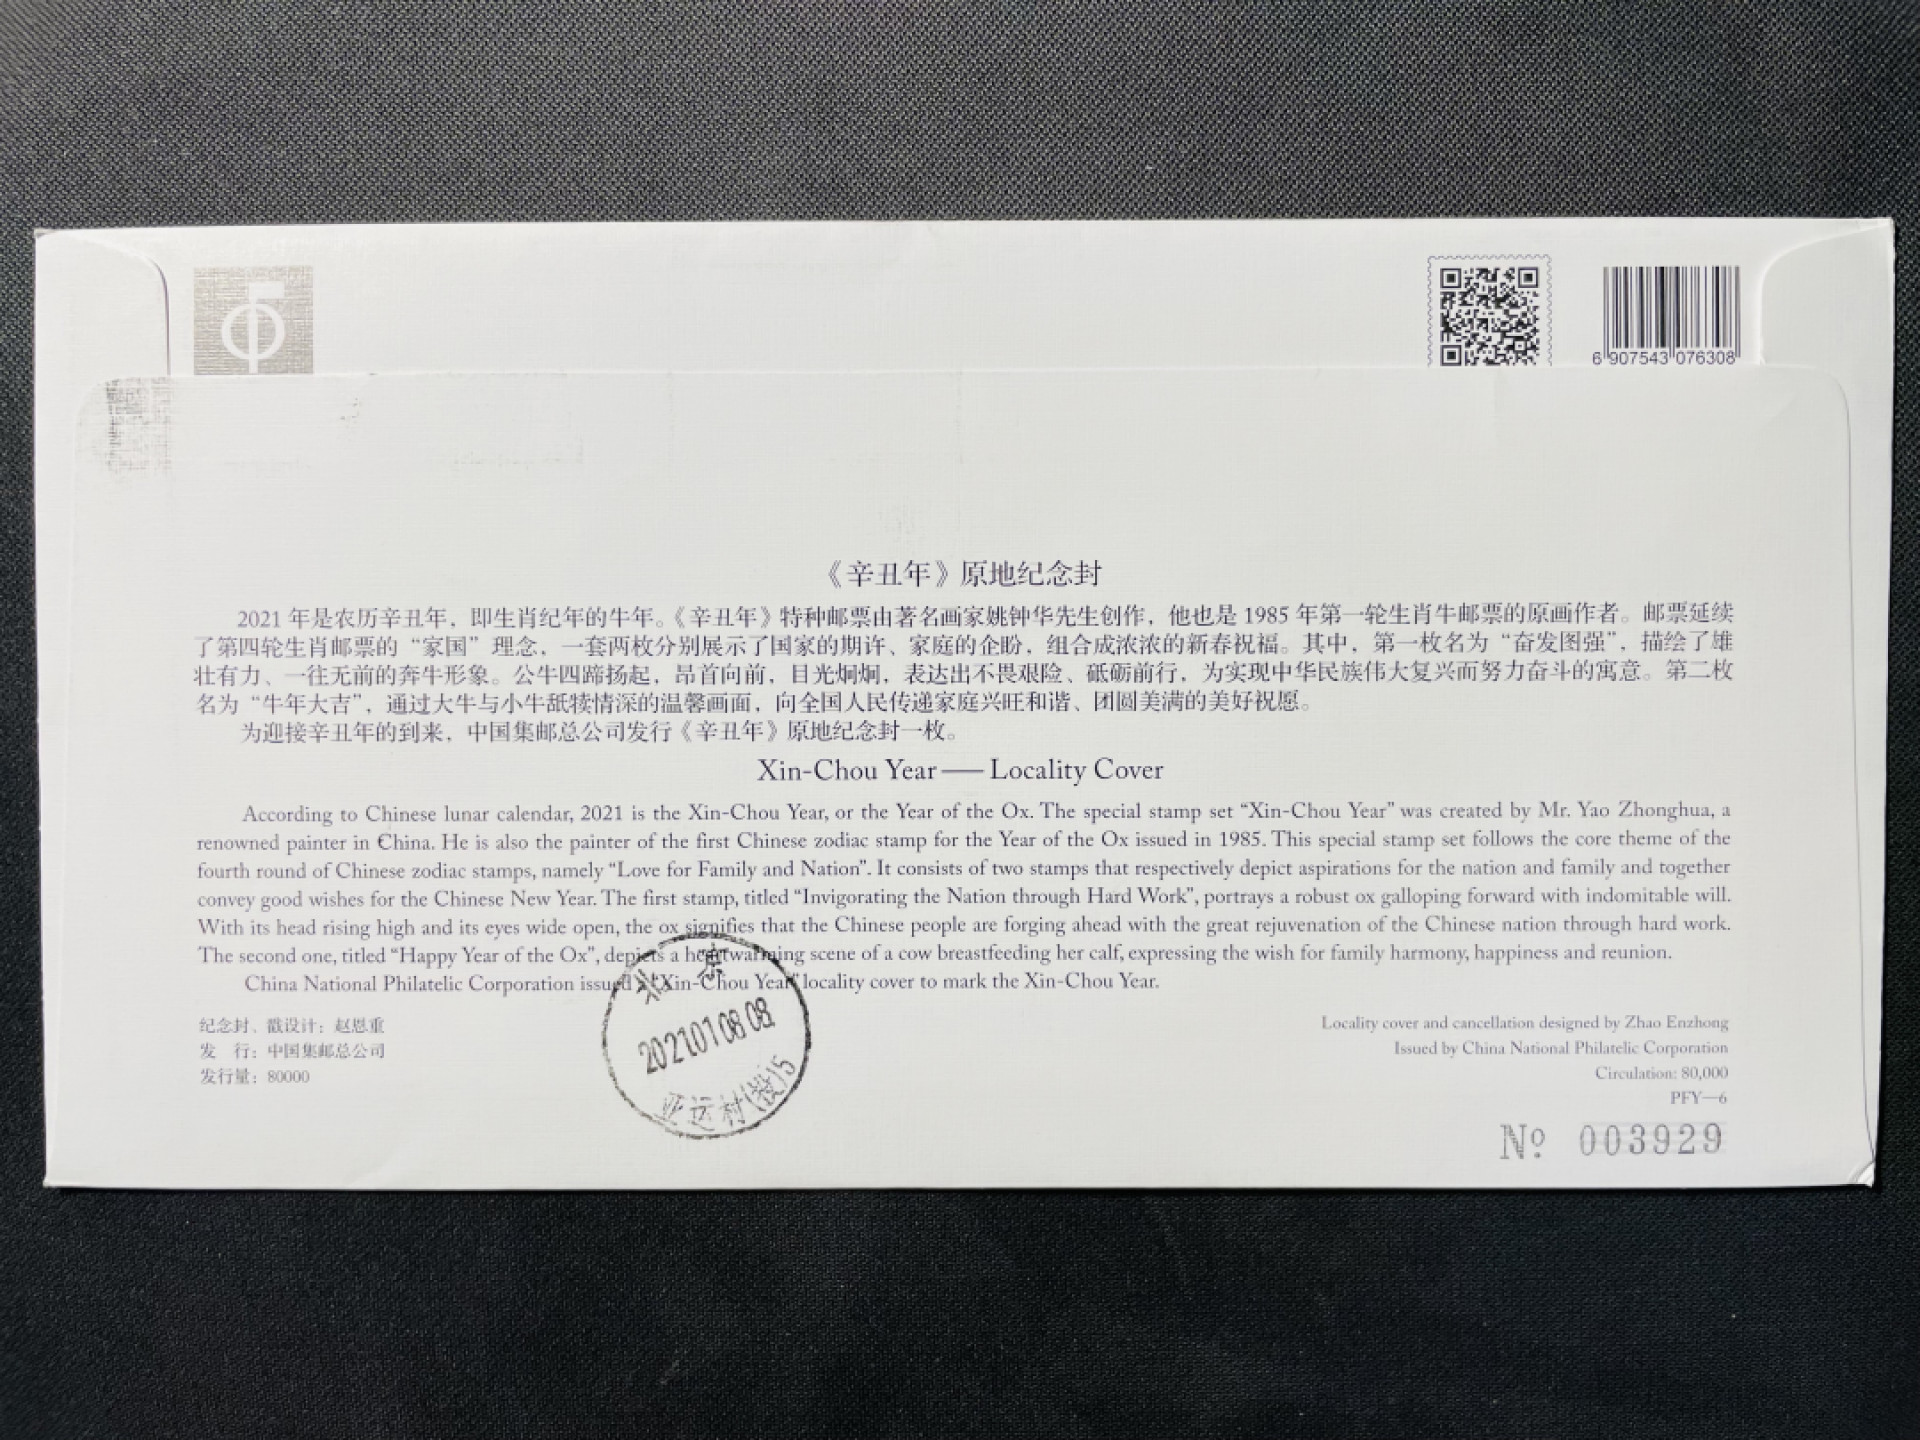 6 907543 076308
《辛丑年》原地纪念封
2021 年是农历辛丑年，即生肖纪年的牛年。《辛丑年》特种邮票由著名画家姚钟华先生创作，他也是 1985 年第一轮生肖牛邮票的原画作者。邮票延续
了第四轮生肖邮票的“家国”理念，一套两枚分别展示了国家的期许、家庭的企盼，组合成浓浓的新春祝福。其中，第一枚名为“奋发图强”，描绘了雄
壮有力、一往无前的奔牛形象。公牛四蹄扬起，昂首向前，目光炯炯，表达出不畏艰险、砥砺前行，为实现中华民族伟大复兴而努力奋斗的寓意。第二枚
名为“牛年大吉”，通过大牛与小牛舐犊情深的温馨画面，向全国人民传递家庭兴旺和谐、团圆美满的美好祝愿。
为迎接辛丑年的到来，中国集邮总公司发行《辛丑年》原地纪念封一枚。
Xin-Chou Year — Locality Cover
According to Chinese lunar calendar, 2021 is the Xin-Chou Year, or the Year of the Ox. The special stamp set “Xin-Chou Year” was created by Mr. Yao Zhonghua, a
renowned painter in China. He is also the painter of the first Chinese zodiac stamp for the Year of the Ox issued in 1985. This special stamp set follows the core theme of the
fourth round of Chinese zodiac stamps, namely “Love for Family and Nation”. It consists of two stamps that respectively depict aspirations for the nation and family and together
convey good wishes for the Chinese New Year. The first stamp, titled “Invigorating the Nation through Hard Work”, portrays a robust ox galloping forward with indomitable will.
With its head rising high and its eyes wide open, the ox signifies that the Chinese people are forging ahead with the great rejuvenation of the Chinese nation through hard work.
The second one, titled “Happy Year of the Ox”, depicts a heartwarming scene of a cow breastfeeding her calf, expressing the wish for family harmony, happiness and reunion.
China National Philatelic Corporation issued “Xin-Chou Year” locality cover to mark the Xin-Chou Year.
纪念封、戳设计：赵恩重
发　行：中国集邮总公司
发行量：80000
北京
2021.01.08 08
亚运村(投)5
Locality cover and cancellation designed by Zhao Enzhong
Issued by China National Philatelic Corporation
Circulation: 80,000
PFY—6
№ 003929